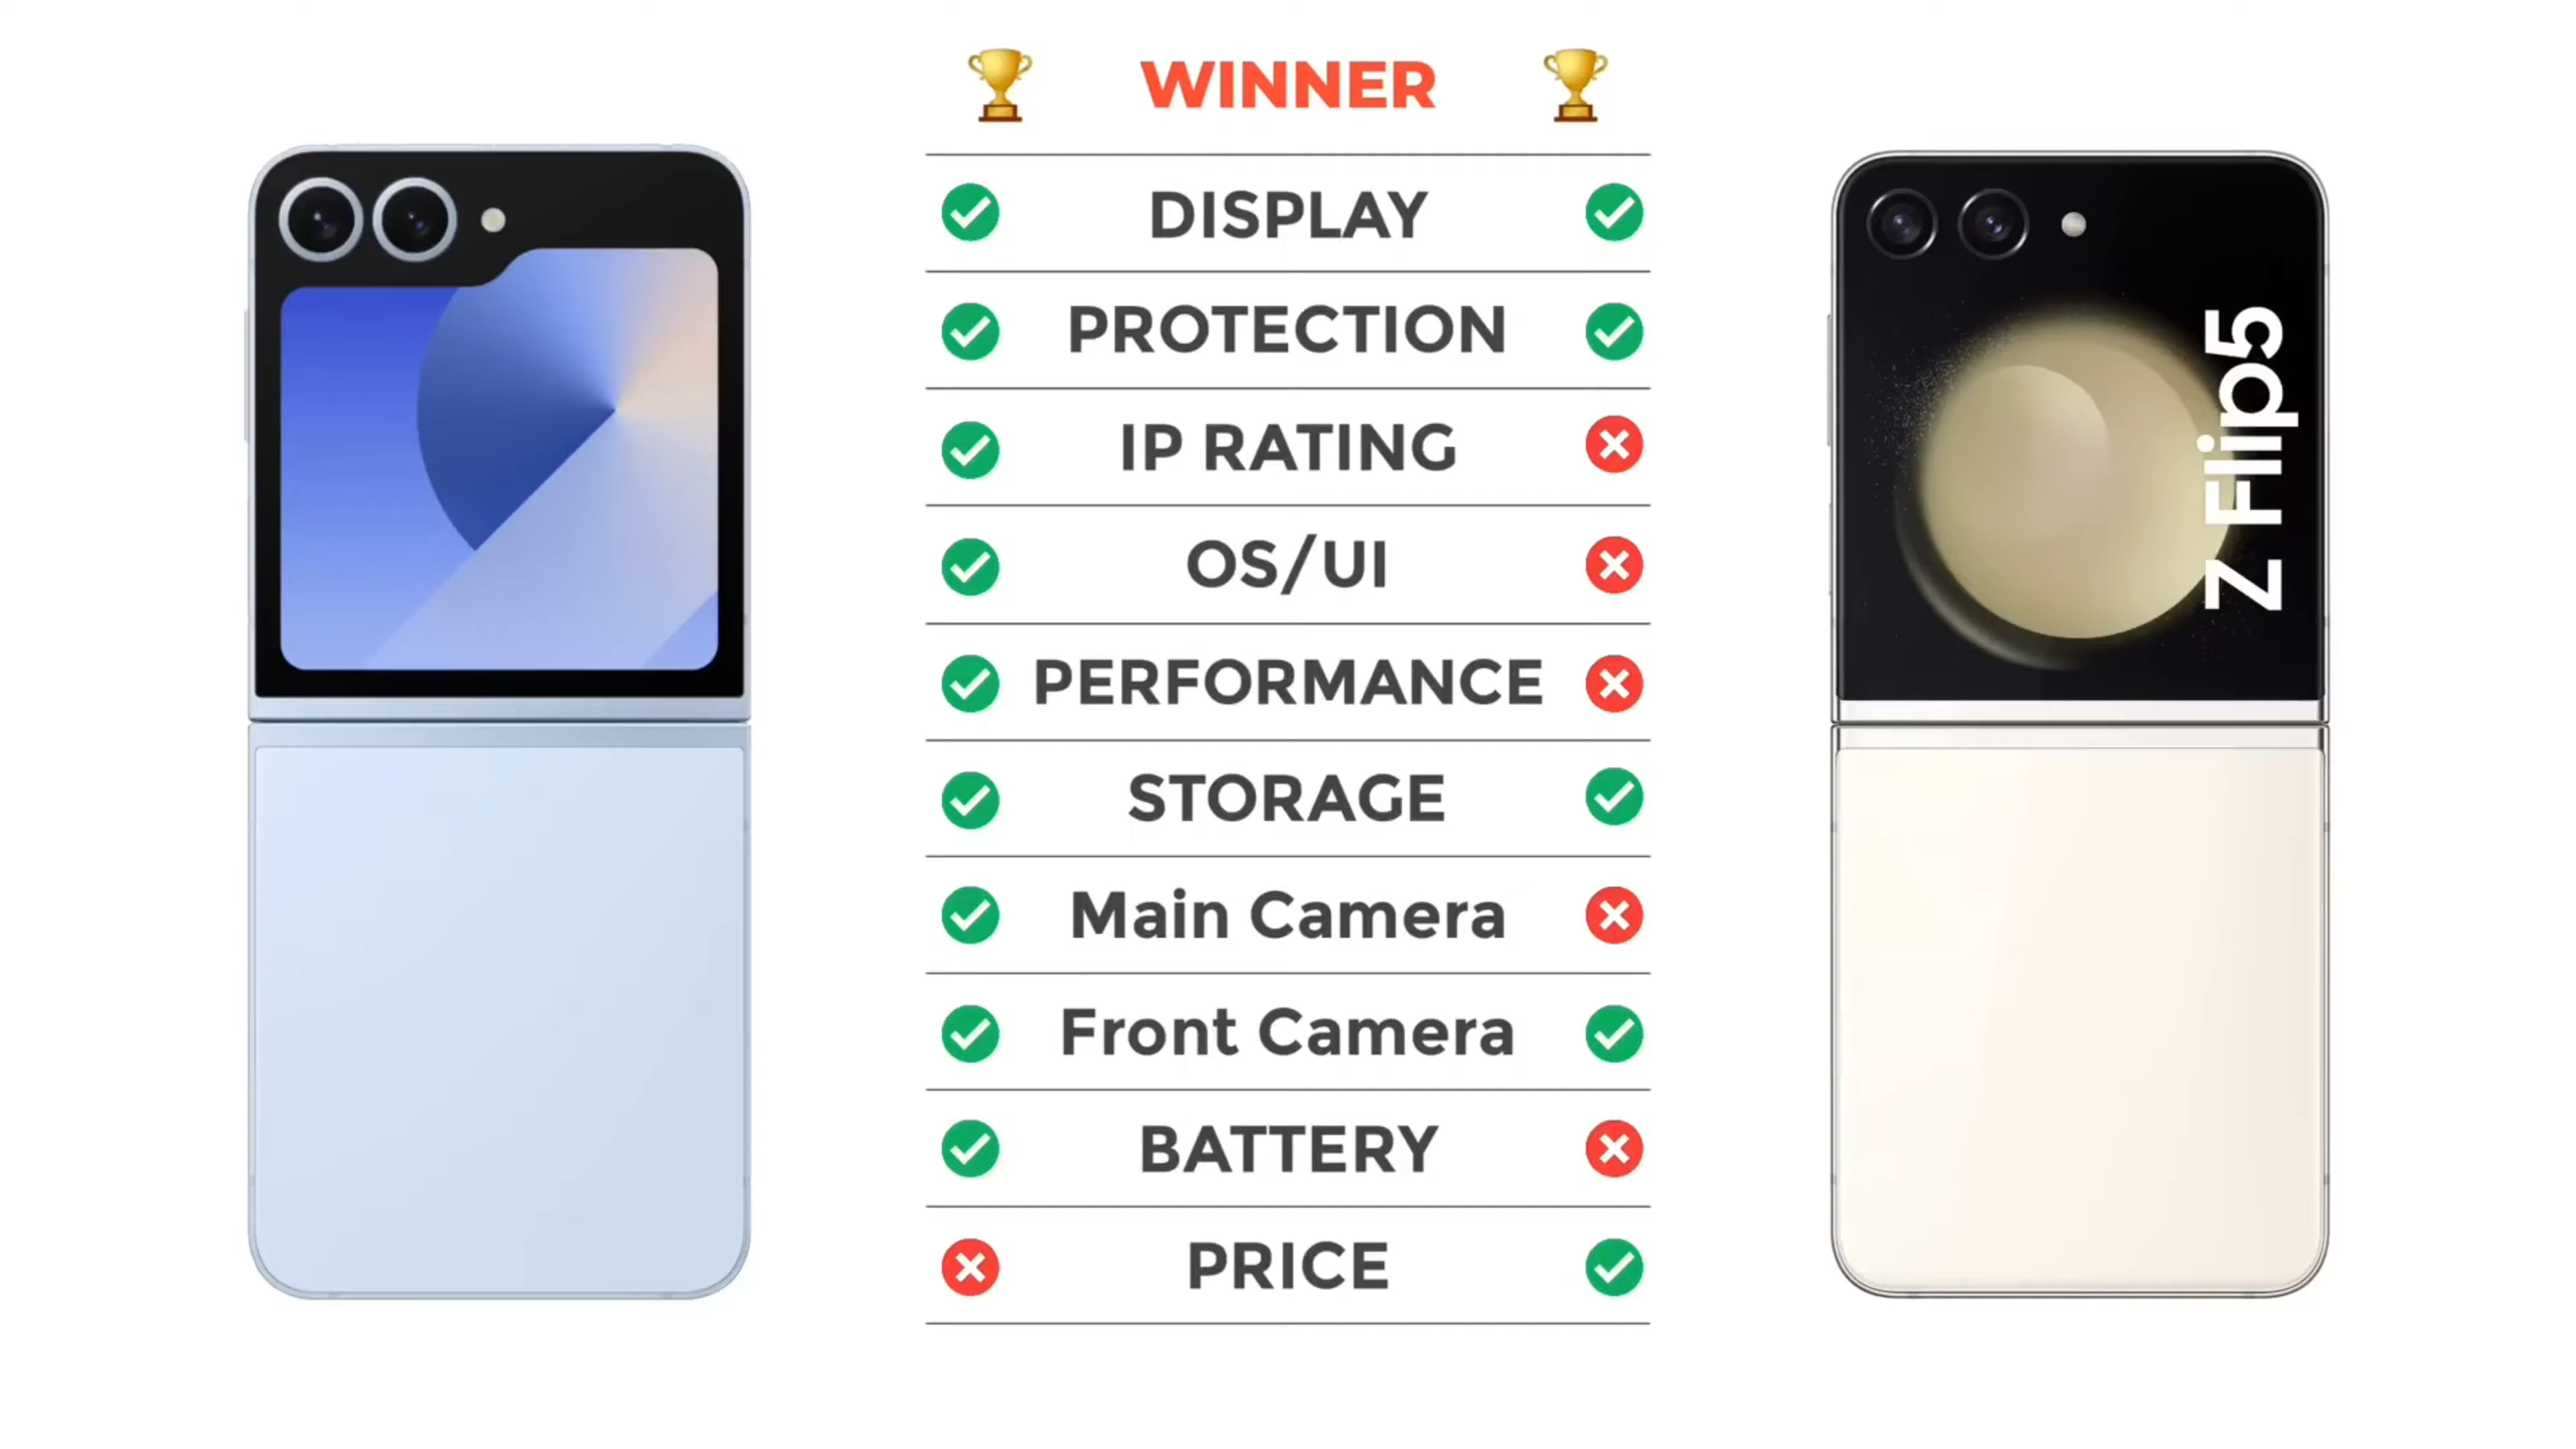 WINNER
DISPLAY
PROTECTION
IP RATING
OS/UI
PERFORMANCE
STORAGE
Main Camera
Front Camera
BATTERY
PRICE
Z Flip5